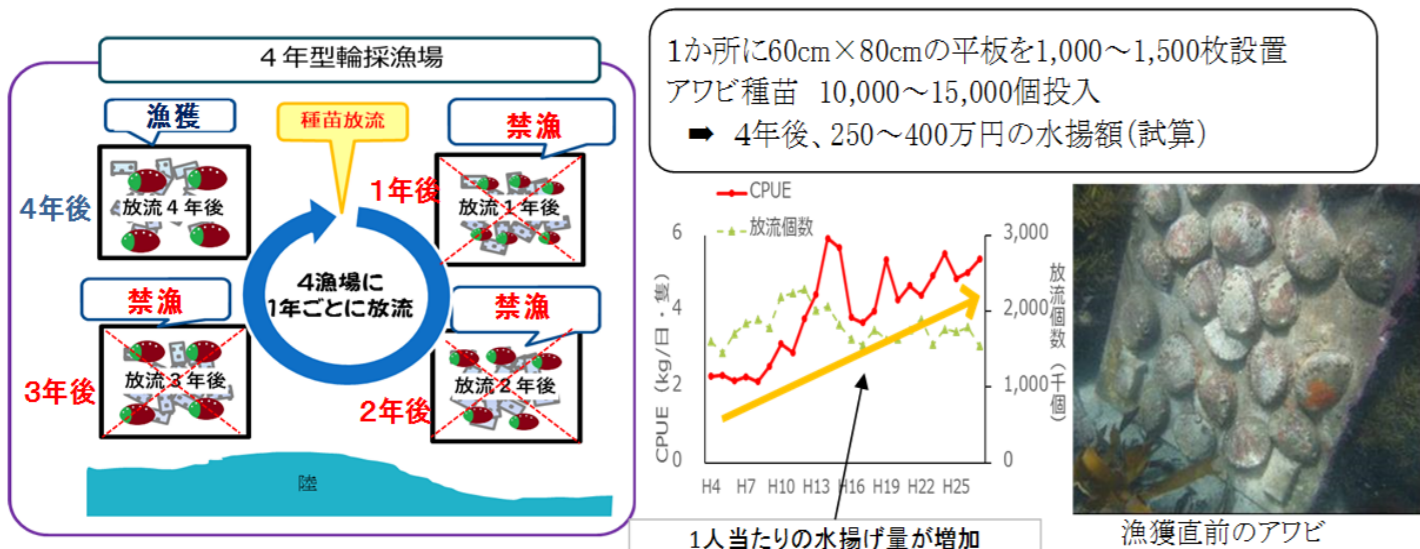 4年型輪採漁場
漁獲
種苗放流
禁漁
4年後
放流4年後
1年後
放流1年後
4漁場に
1年ごとに放流
禁漁
禁漁
3年後
放流3年後
2年後
放流2年後
陸
1か所に60cm×80cmの平板を1,000～1,500枚設置
アワビ種苗 10,000～15,000個投入
➡ 4年後、250～400万円の水揚額(試算)
CPUE
放流個数
CPUE (kg/日・隻)
6
4
2
0
3,000
2,000
1,000
0
放流個数(千個)
H4 H7 H10 H13 H16 H19 H22 H25
1人当たりの水揚げ量が増加
漁獲直前のアワビ